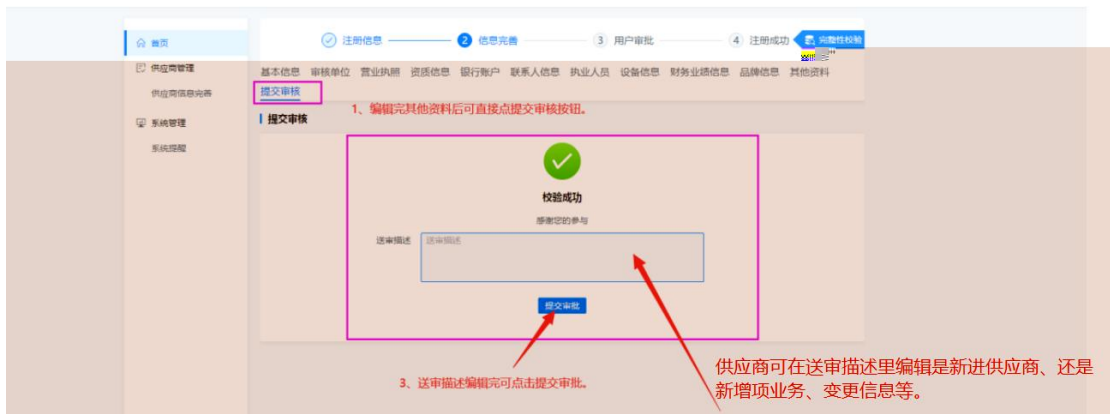 首页
供应商管理
供应商信息完善
系统管理
系统提醒
注册信息 2 信息完善 3 用户审批 4 注册成功 完整性校验
基本信息 审核单位 营业执照 资质信息 银行账户 联系人信息 执业人员 设备信息 财务业绩信息 品牌信息 其他资料
提交审核
1、编辑完其他资料后可直接点提交审核按钮。
提交审核
校验成功
感谢您的参与
送审描述 送审描述
提交审批
3、送审描述编辑完可点击提交审批。
供应商可在送审描述里编辑是新进供应商、还是
新增项业务、变更信息等。